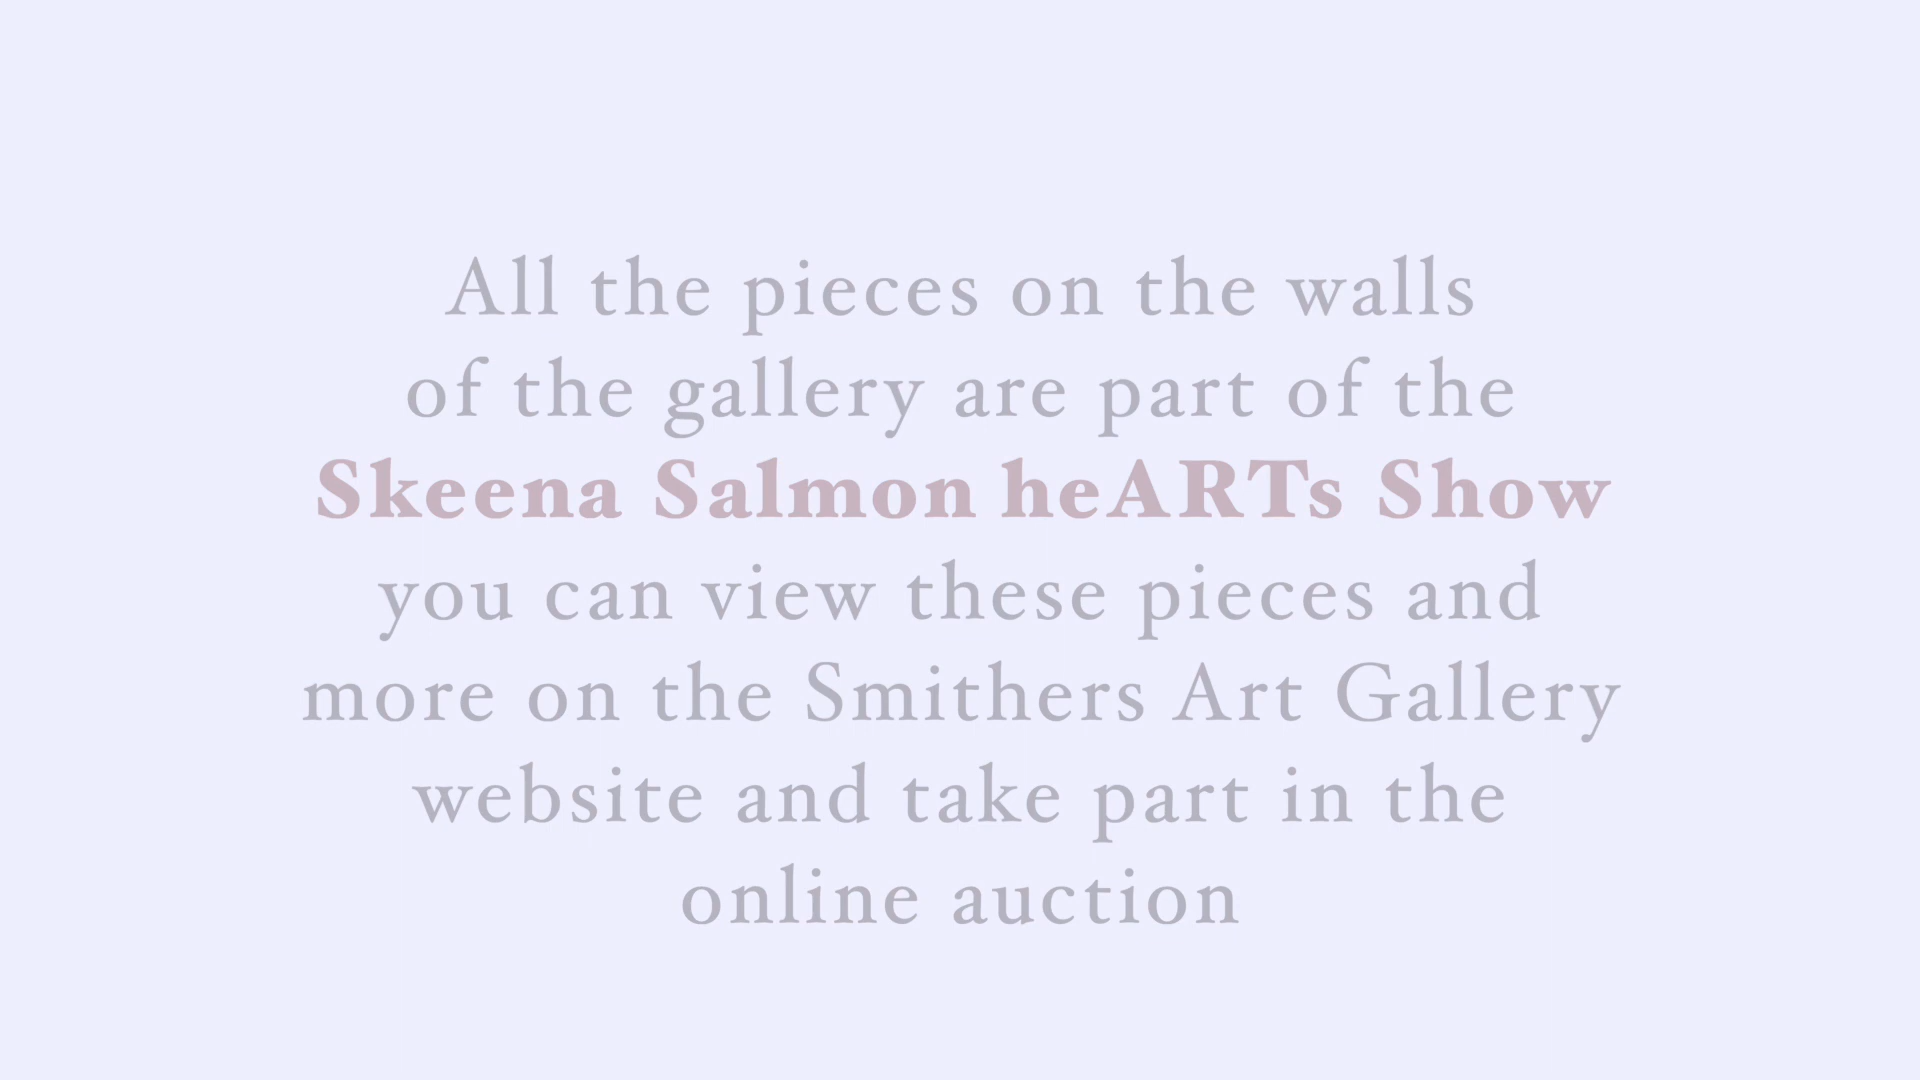 All the pieces on the walls
of the gallery are part of the
Skeena Salmon heARTs Show
you can view these pieces and
more on the Smithers Art Gallery
website and take part in the
online auction